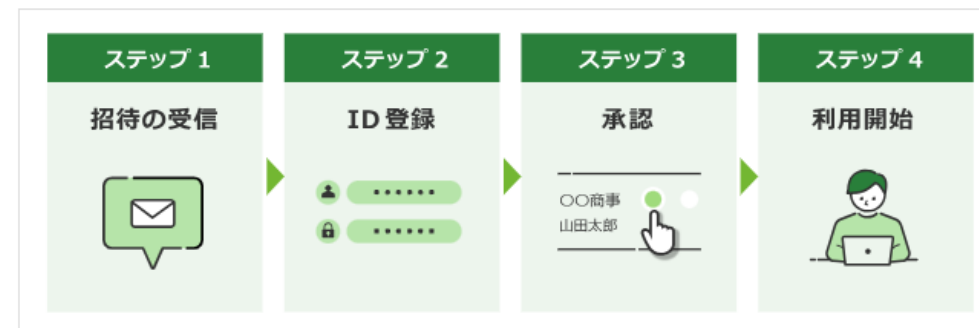 ステップ 1
招待の受信
ステップ 2
ID 登録
ステップ 3
承認
〇〇商事
山田太郎
ステップ 4
利用開始